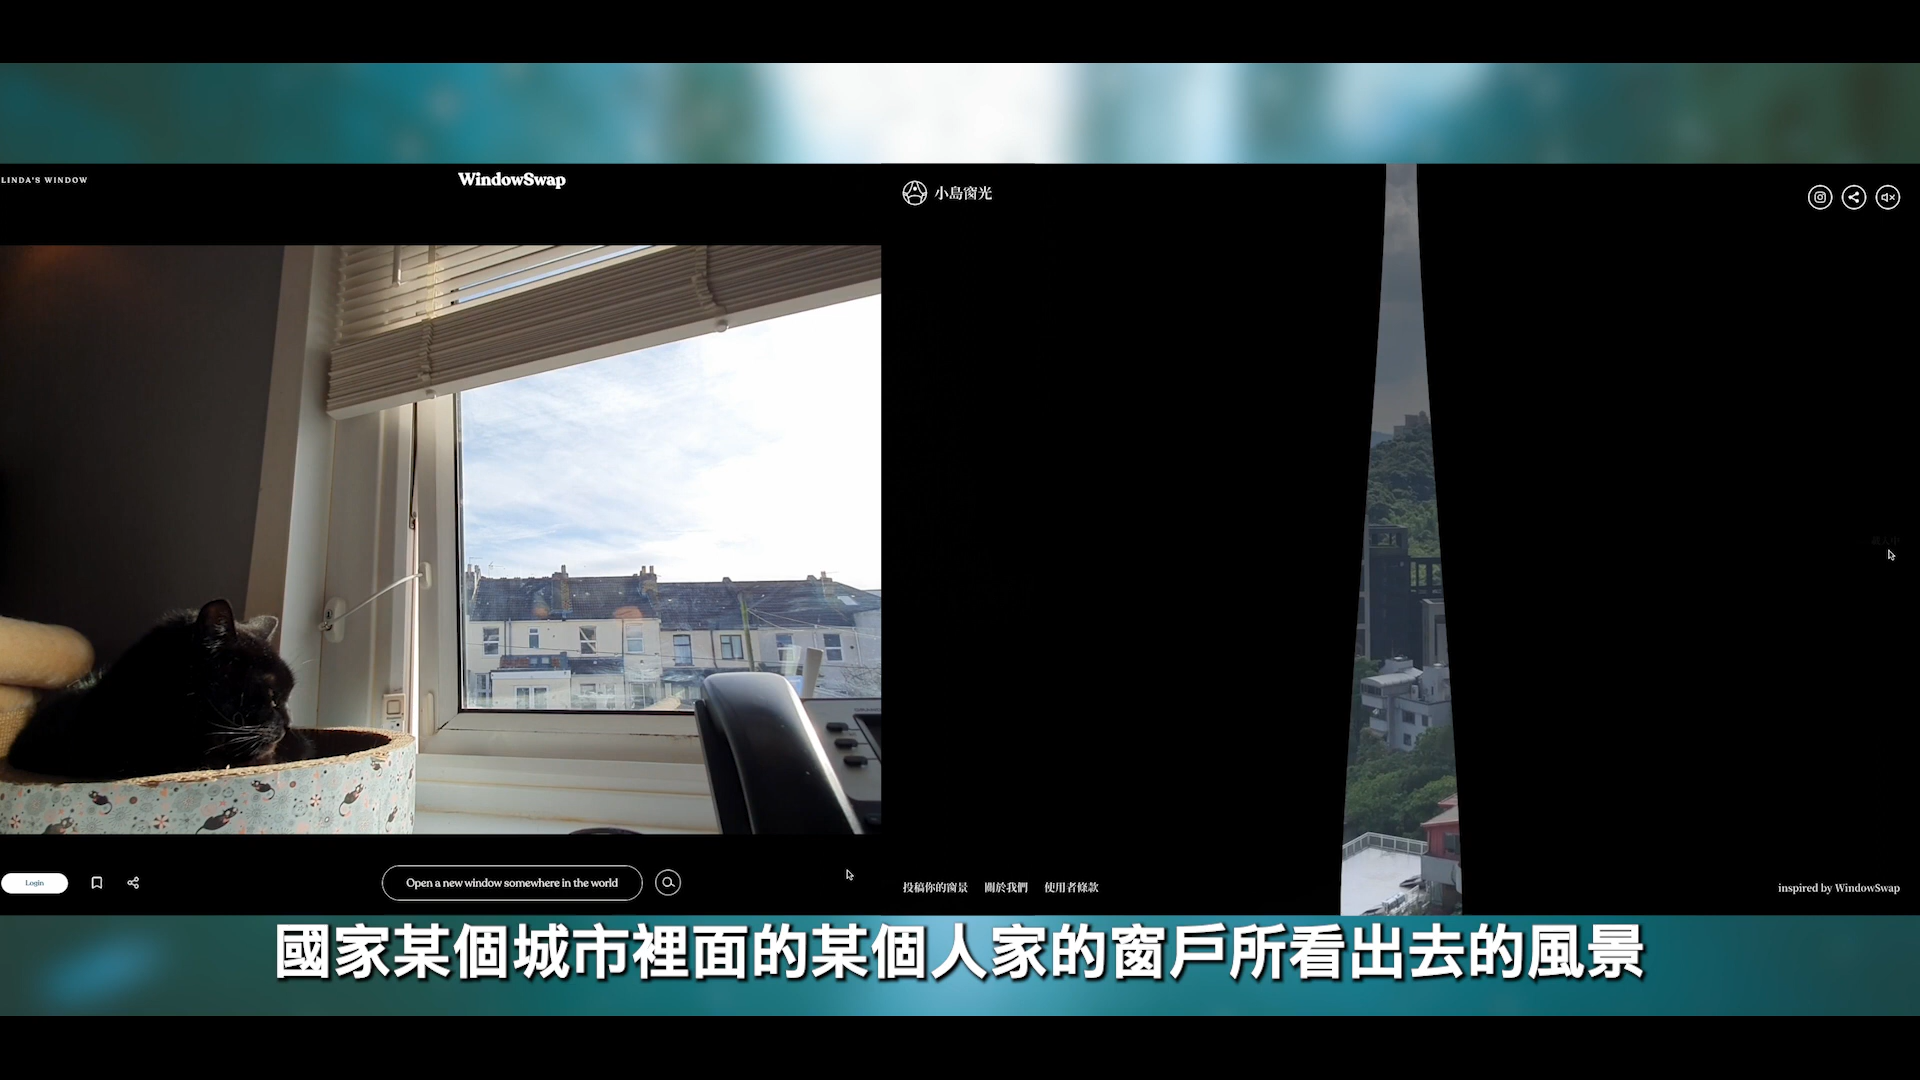 LINDA'S WINDOW
WindowSwap
小島窗光
Login
Open a new window somewhere in the world
投稿你的窗景 關於我們 使用者條款
inspired by WindowSwap
國家某個城市裡面的某個人家的窗戶所看出去的風景